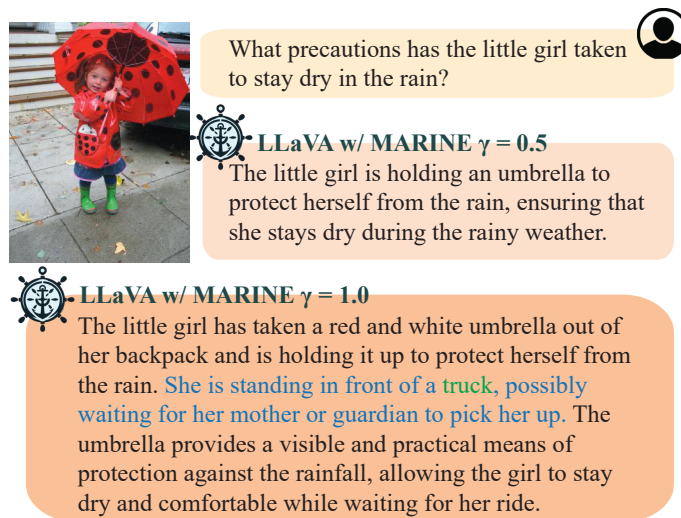 What precautions has the little girl taken
to stay dry in the rain?
LLaVA w/ MARINE γ = 0.5
The little girl is holding an umbrella to
protect herself from the rain, ensuring that
she stays dry during the rainy weather.
LLaVA w/ MARINE γ = 1.0
The little girl has taken a red and white umbrella out of
her backpack and is holding it up to protect herself from
the rain. She is standing in front of a truck, possibly
waiting for her mother or guardian to pick her up. The
umbrella provides a visible and practical means of
protection against the rainfall, allowing the girl to stay
dry and comfortable while waiting for her ride.